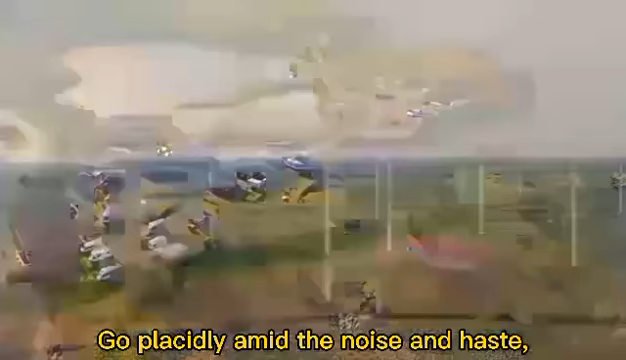 Go placidly amid the noise and haste,